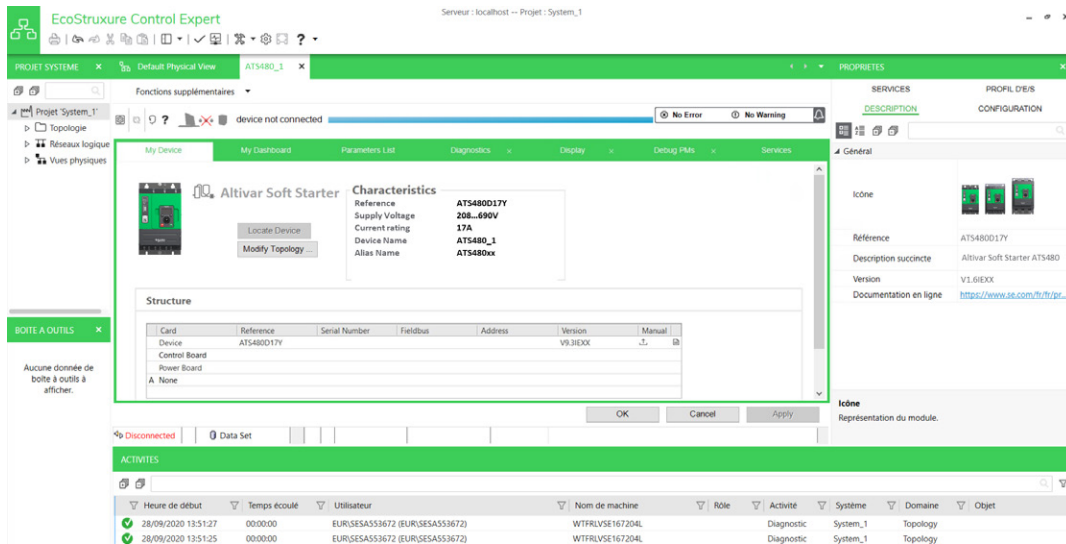 Serveur : localhost -- Projet : System_1
EcoStruxure Control Expert
PROJET SYSTEME
Default Physical View
ATS480_1
PROPRIETES
Fonctions supplémentaires
SERVICES
PROFIL D'E/S
DESCRIPTION
CONFIGURATION
Projet 'System_1'
Topologie
Réseaux logique
Vues physiques
device not connected
No Error
No Warning
My Device
My Dashboard
Parameters List
Diagnostics
Display
Debug PMs
Services
Altivar Soft Starter
Locate Device
Modify Topology ...
Characteristics
Reference ATS480D17Y
Supply Voltage 208...690V
Current rating 17A
Device Name ATS480_1
Alias Name ATS480xx
Structure
Card Reference Serial Number Fieldbus Address Version Manual
Device ATS480D17Y V9.3IEXX
Control Board
Power Board
A None
OK
Cancel
Apply
Disconnected
Data Set
BOITE A OUTILS
Aucune donnée de
boîte à outils à
afficher.
Général
Icône
Référence ATS480D17Y
Description succincte Altivar Soft Starter ATS480
Version V1.6IEXX
Documentation en ligne https://www.se.com/fr/fr/pr...
Icône
Représentation du module.
ACTIVITES
Heure de début Temps écoulé Utilisateur Nom de machine Rôle Activité Système Domaine Objet
28/09/2020 13:51:27 00:00:00 EUR\SESA553672 (EUR\SESA553672) WTFRLVSE167204L Diagnostic System_1 Topology
28/09/2020 13:51:25 00:00:00 EUR\SESA553672 (EUR\SESA553672) WTFRLVSE167204L Diagnostic System_1 Topology